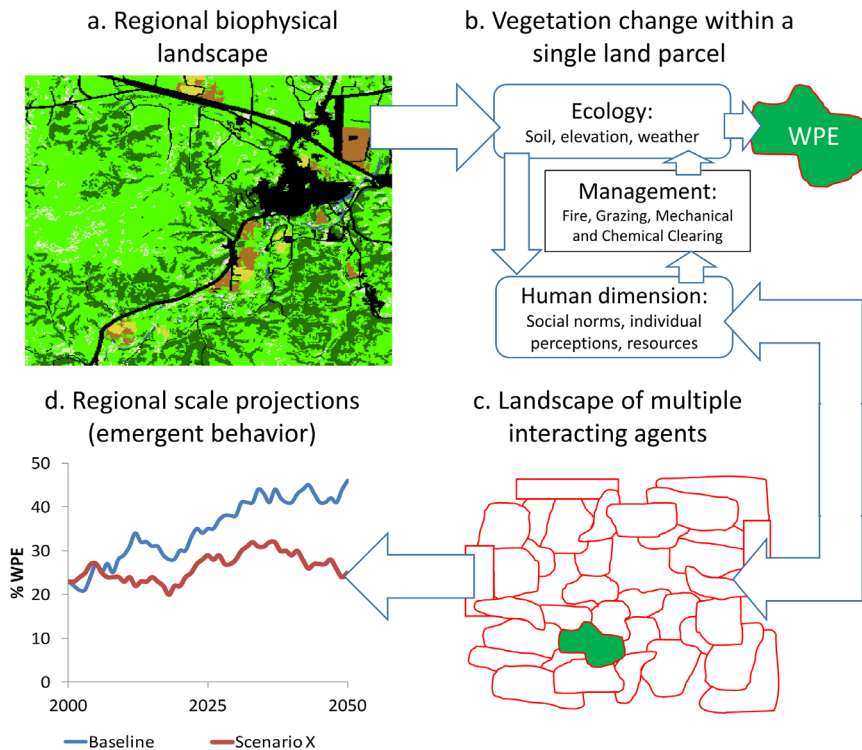 a. Regional biophysical
landscape
b. Vegetation change within a
single land parcel
Ecology:
Soil, elevation, weather
WPE
Management:
Fire, Grazing, Mechanical
and Chemical Clearing
Human dimension:
Social norms, individual
perceptions, resources
d. Regional scale projections
(emergent behavior)
50
40
30
20
10
0
% WPE
2000
2025
2050
Baseline
Scenario X
c. Landscape of multiple
interacting agents